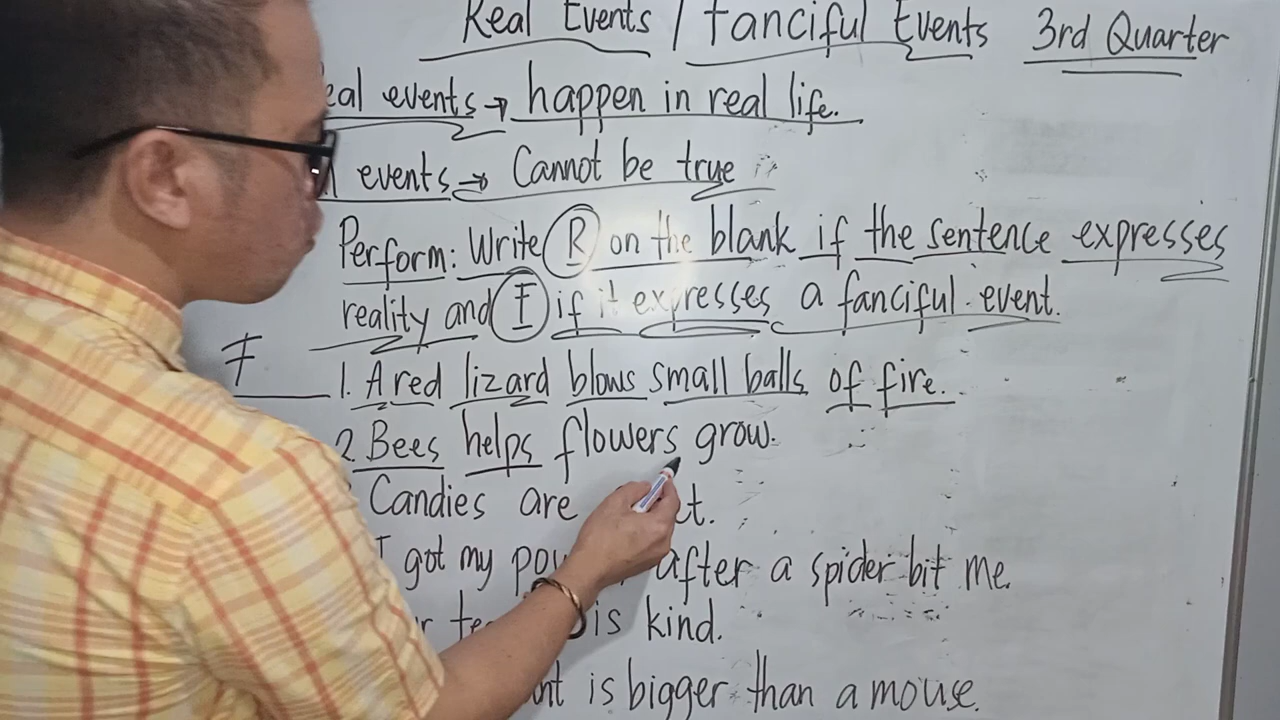 Real Events / Fanciful Events 3rd Quarter
eal events → happen in real life.
l events → Cannot be true
Perform: Write R on the blank if the sentence expresses
reality and F if it expresses a fanciful event.
F 1. A red lizard blows small balls of fire.
2. Bees helps flowers grow.
Candies are t.
I got my after a spider bit me.
is kind.
nt is bigger than a mouse.